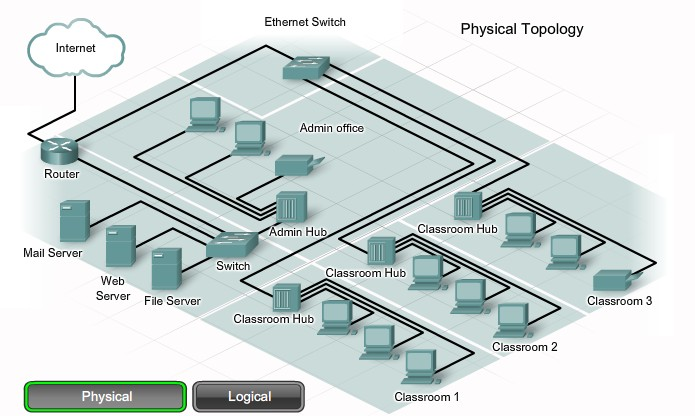 Ethernet Switch
Physical Topology
Internet
Admin office
Router
Classroom Hub
Admin Hub
Mail Server
Switch
Classroom Hub
Web
Server
File Server
Classroom 3
Classroom Hub
Classroom 2
Classroom 1
Physical
Logical